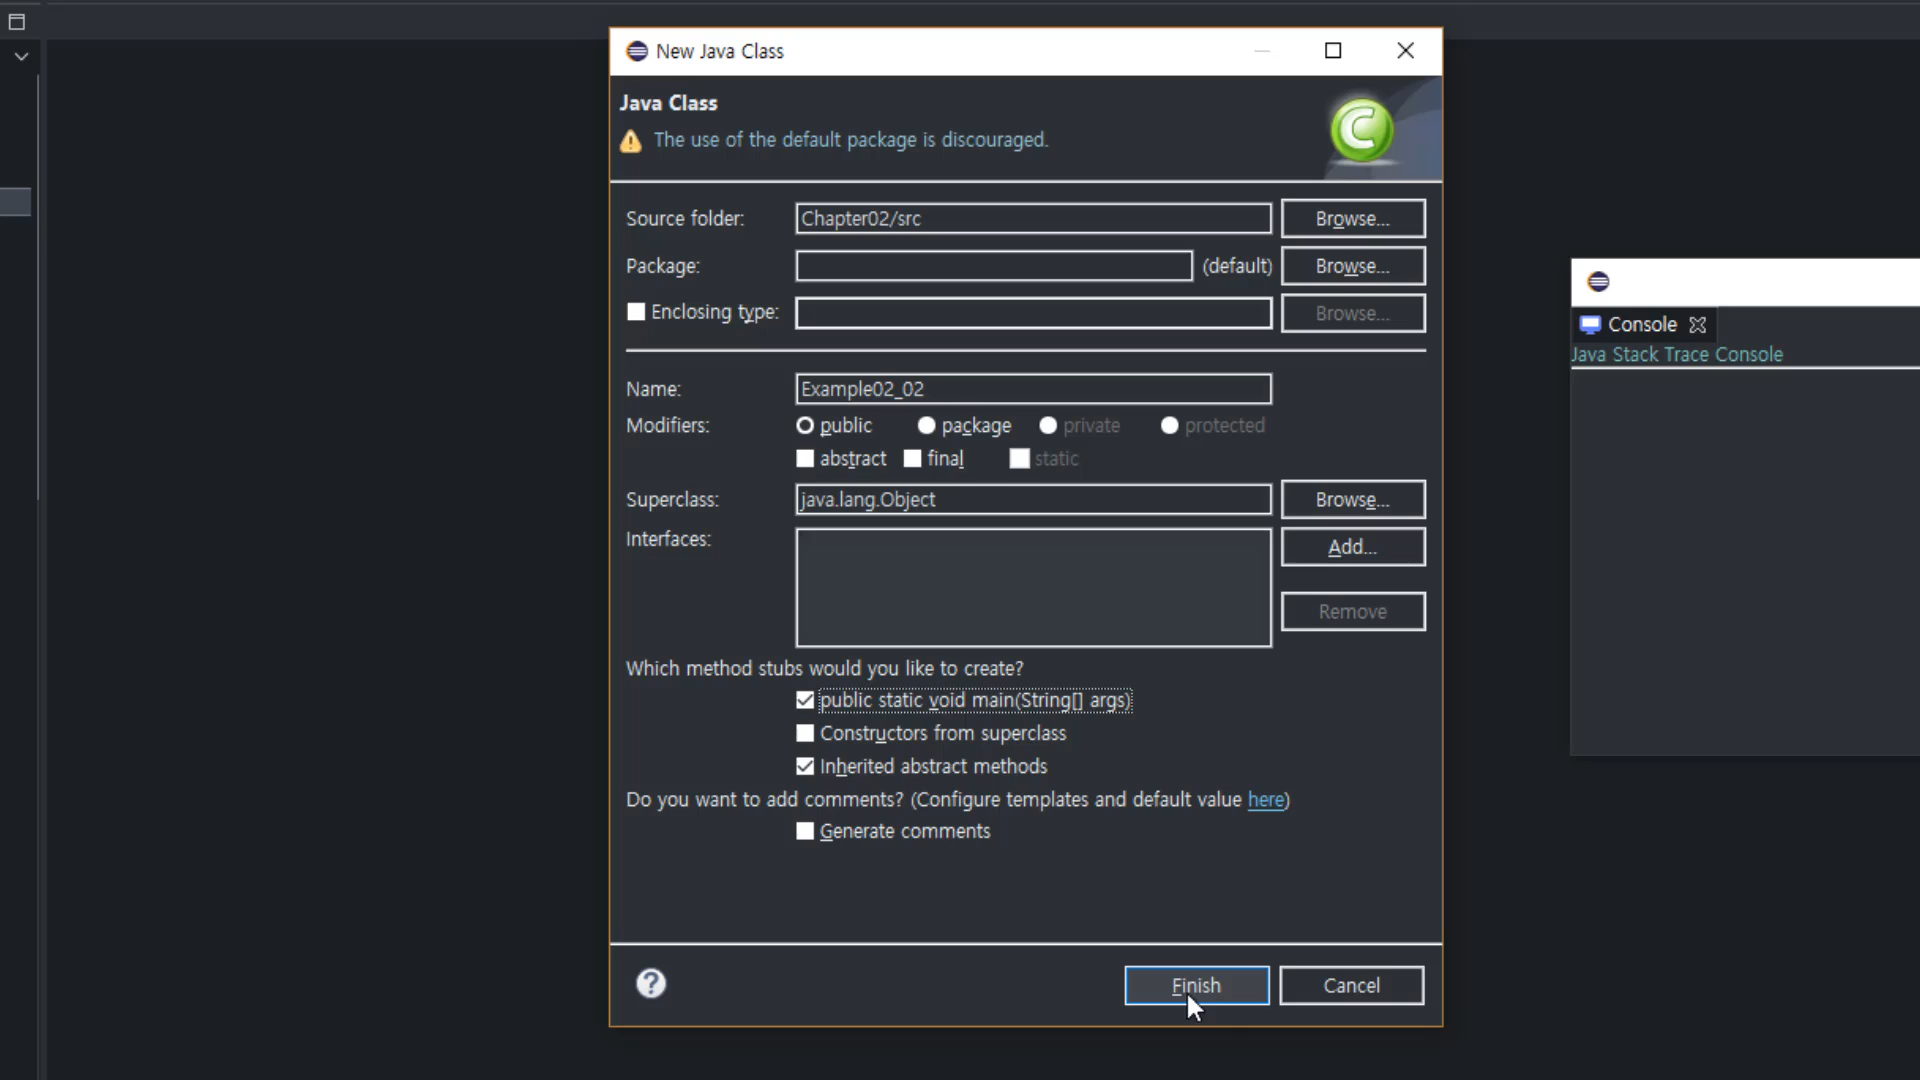 New Java Class
Java Class
The use of the default package is discouraged.
Source folder: Chapter02/src Browse...
Package: (default) Browse...
Enclosing type: Browse...
Name: Example02_02
Modifiers: public package private protected
abstract final static
Superclass: java.lang.Object Browse...
Interfaces: Add...
Remove
Which method stubs would you like to create?
public static void main(String[] args)
Constructors from superclass
Inherited abstract methods
Do you want to add comments? (Configure templates and default value here)
Generate comments
Finish Cancel
Console
Java Stack Trace Console